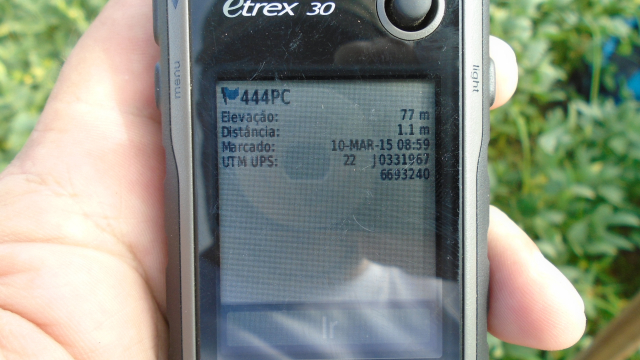 etrex 30
menu
light
444PC
Elevação: 77 m
Distância: 1.1 m
Marcado: 10-MAR-15 08:59
UTM UPS: 22 J0331967
6693240
Ir